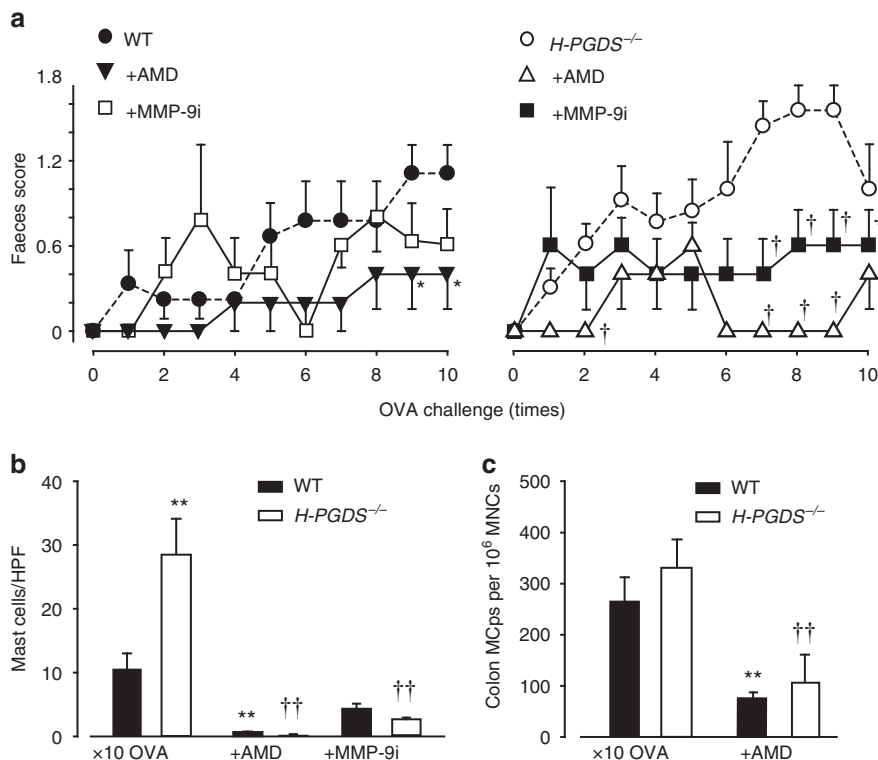 a
WT
+AMD
+MMP-9i
H-PGDS−/−
+AMD
+MMP-9i
Faeces score
1.8
1.2
0.6
0
* *
† † † † † † †
0 2 4 6 8 10
0 2 4 6 8 10
OVA challenge (times)
b
WT
H-PGDS−/−
Mast cells/HPF
40
30
20
10
0
**
**
††
††
×10 OVA +AMD +MMP-9i
c
WT
H-PGDS−/−
Colon MCps per 10⁶ MNCs
500
400
300
200
100
0
**
††
×10 OVA +AMD